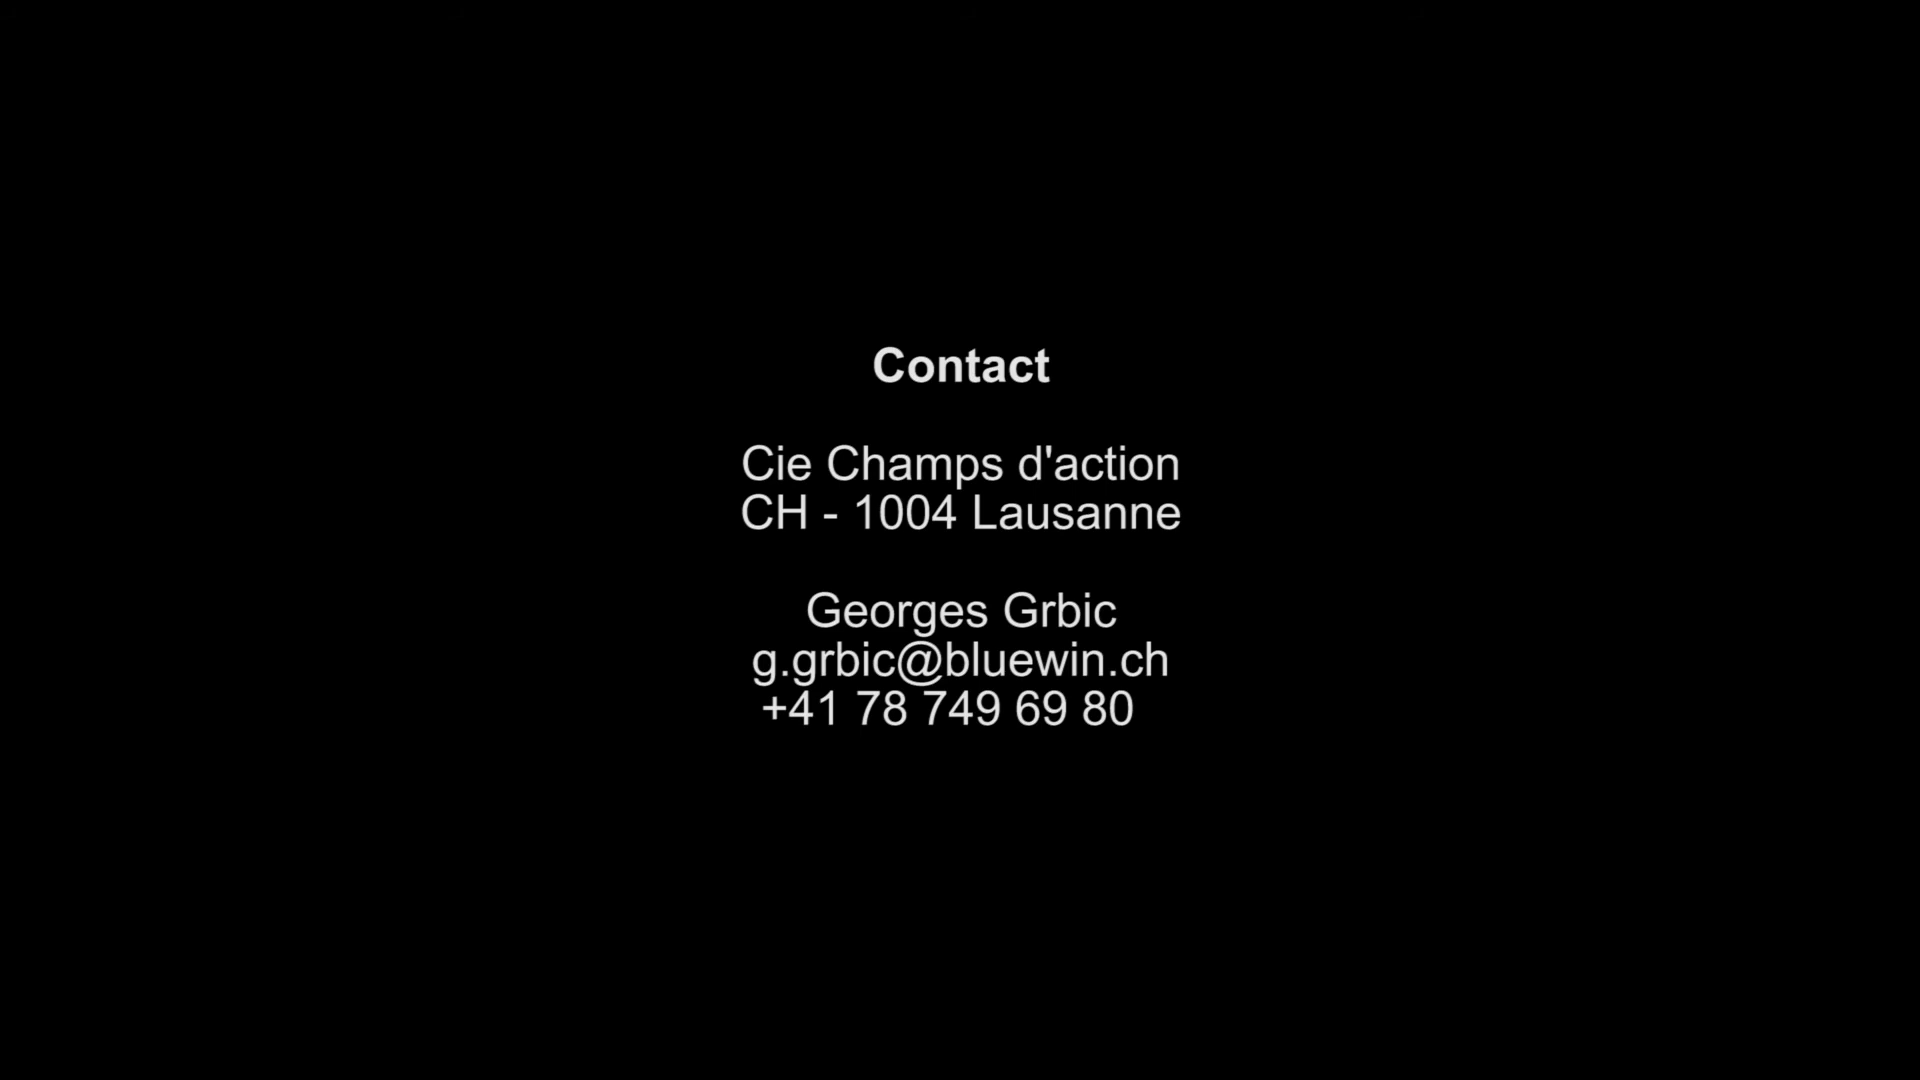 Contact
Cie Champs d'action
CH - 1004 Lausanne
Georges Grbic
g.grbic@bluewin.ch
+41 78 749 69 80